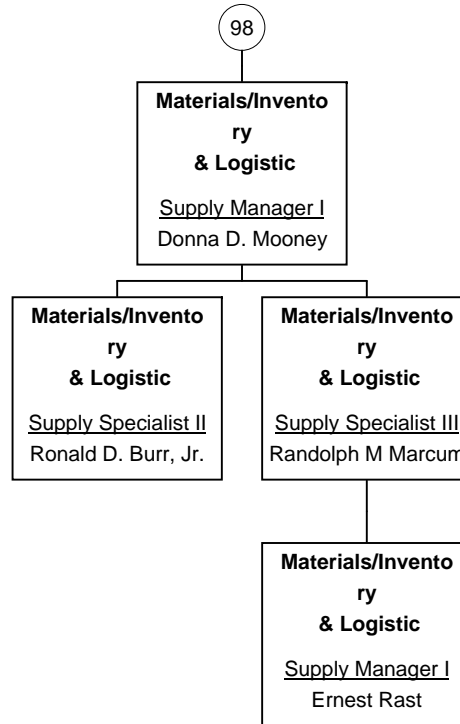 98
Materials/Invento
ry
& Logistic
Supply Manager I
Donna D. Mooney
Materials/Invento
ry
& Logistic
Supply Specialist II
Ronald D. Burr, Jr.
Materials/Invento
ry
& Logistic
Supply Specialist III
Randolph M Marcum
Materials/Invento
ry
& Logistic
Supply Manager I
Ernest Rast